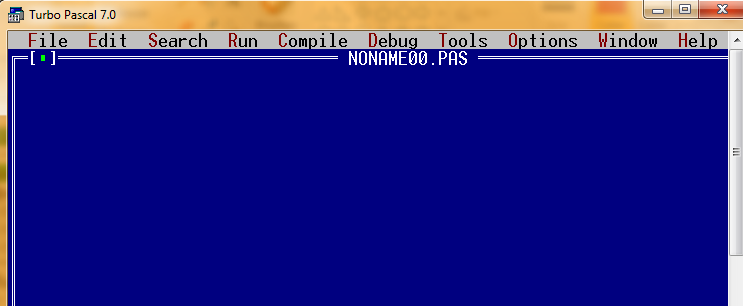 Turbo Pascal 7.0
File Edit Search Run Compile Debug Tools Options Window Help
[▪] NONAME00.PAS